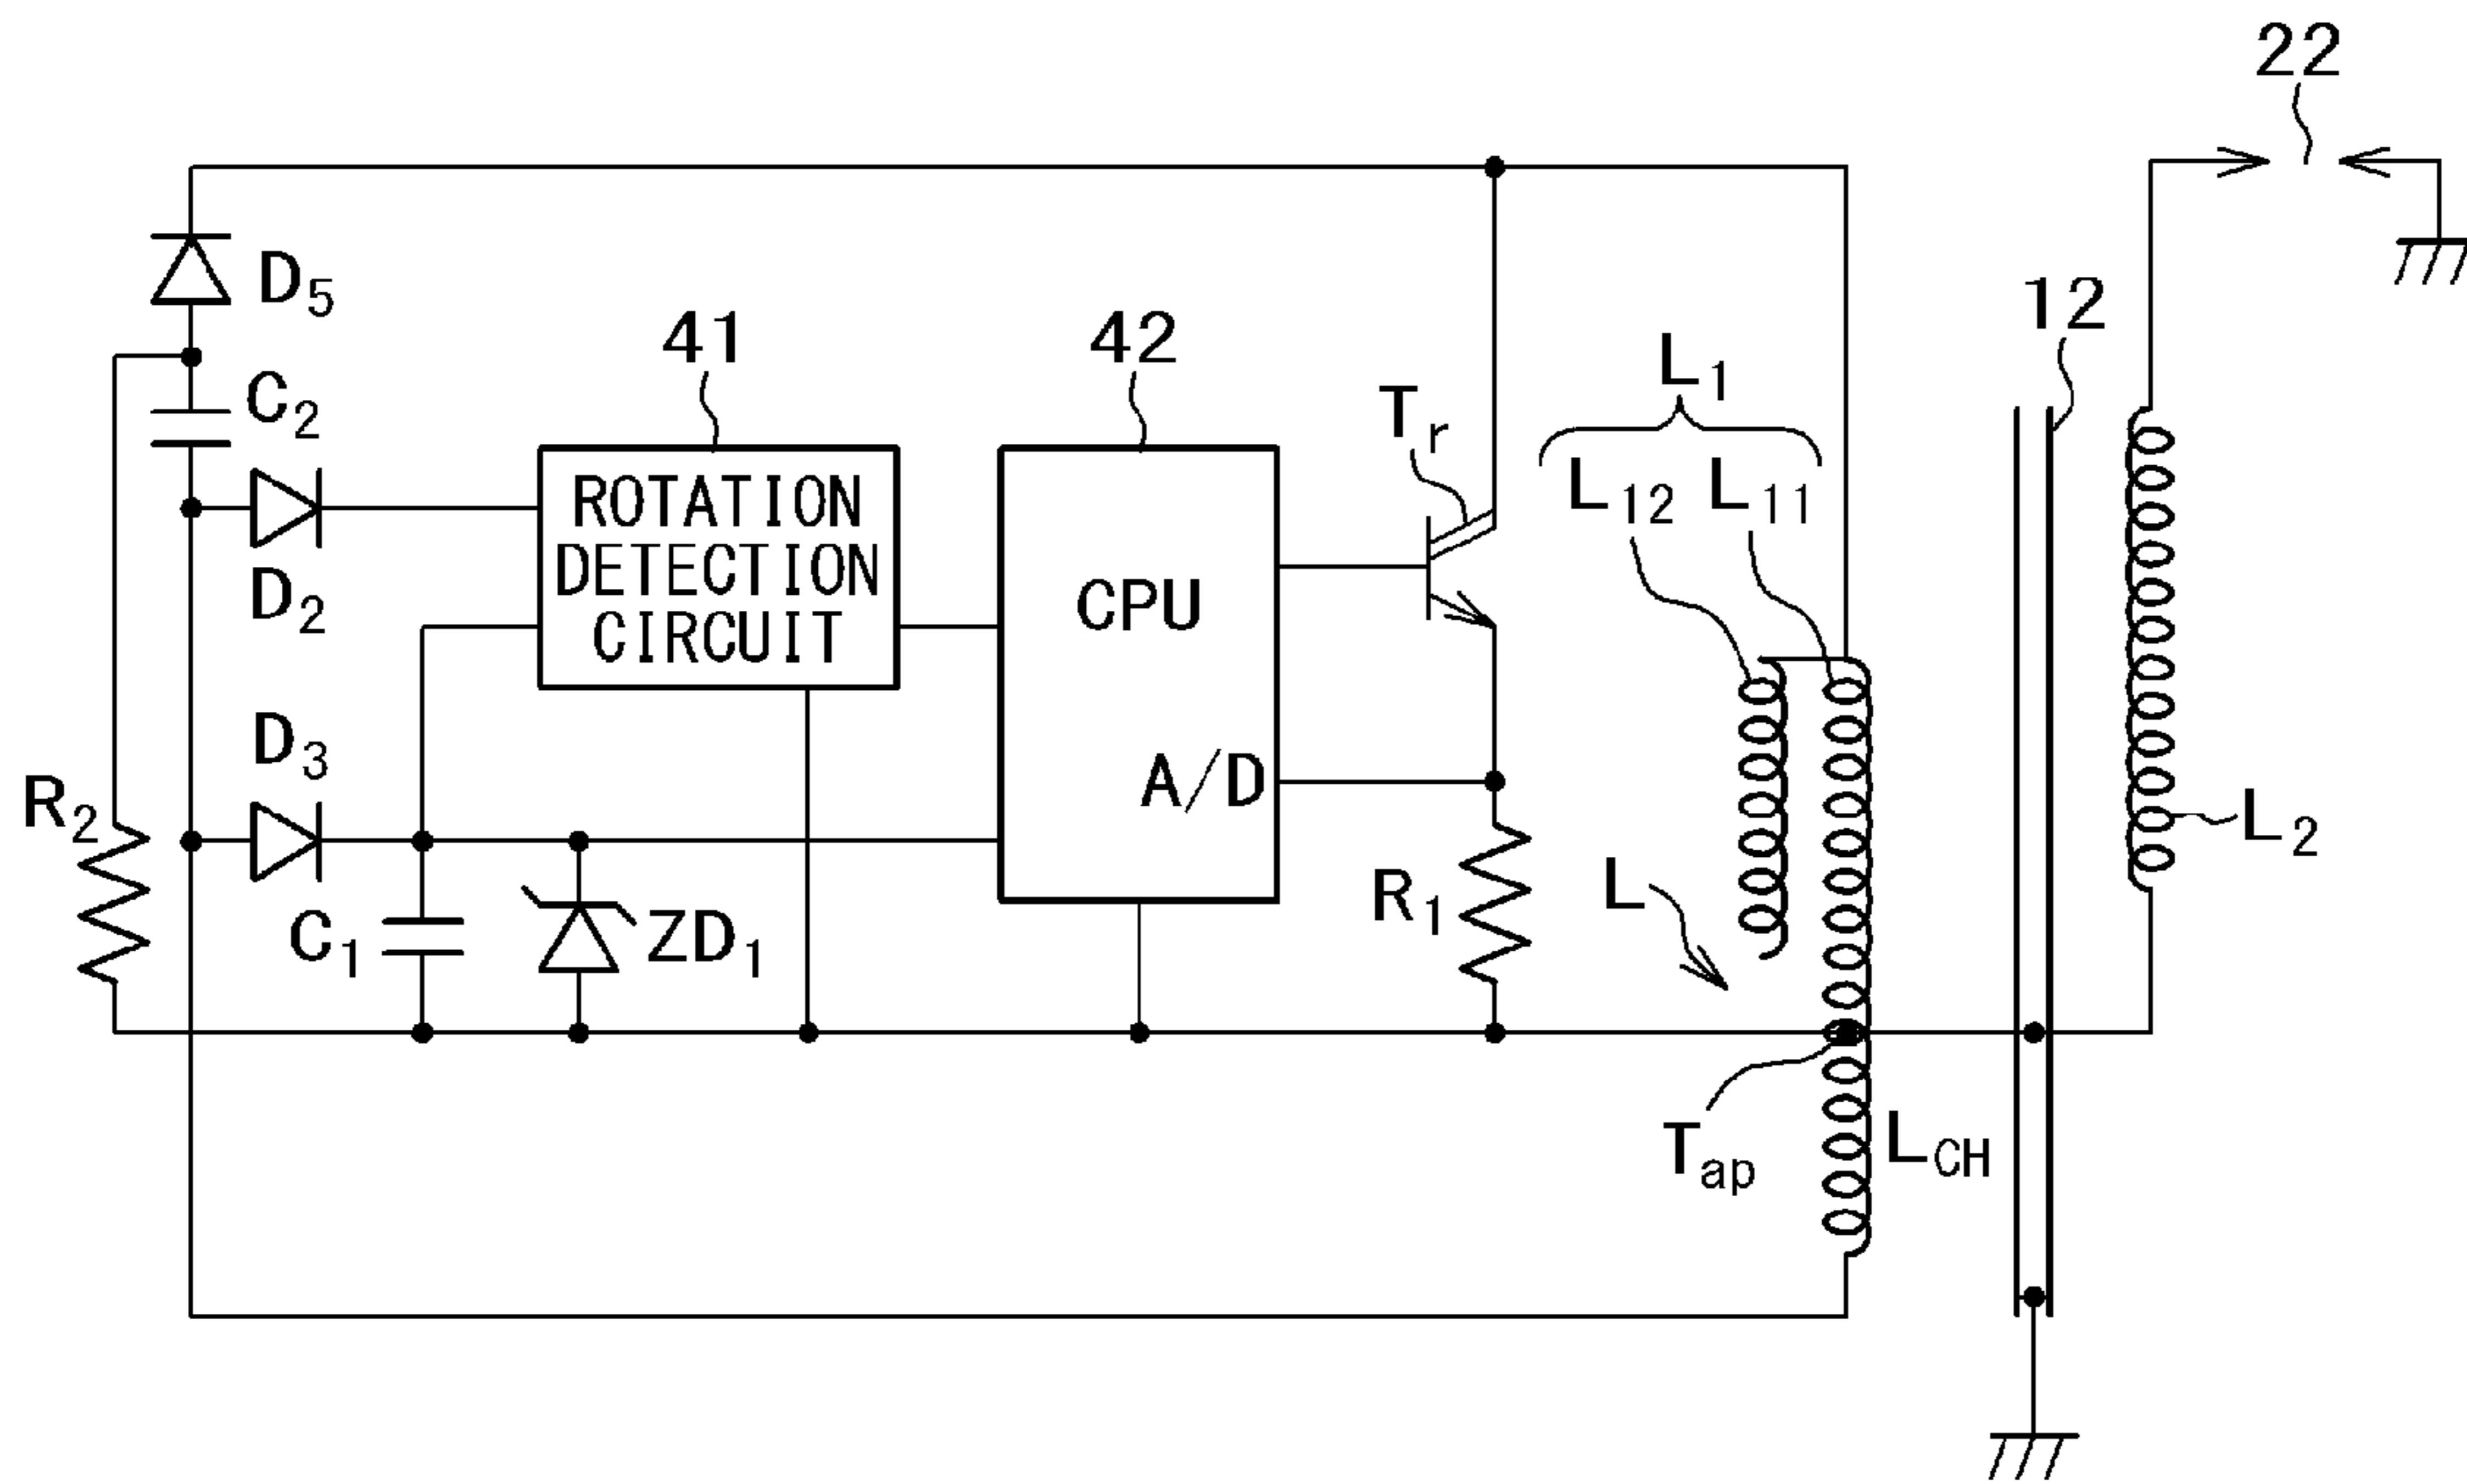 22
12
D5
41
42
L1
Tr
L12 L11
C2
ROTATION
DETECTION
CIRCUIT
CPU
D2
D3
A/D
R2
L2
C1
ZD1
R1
L
Tap
LCH